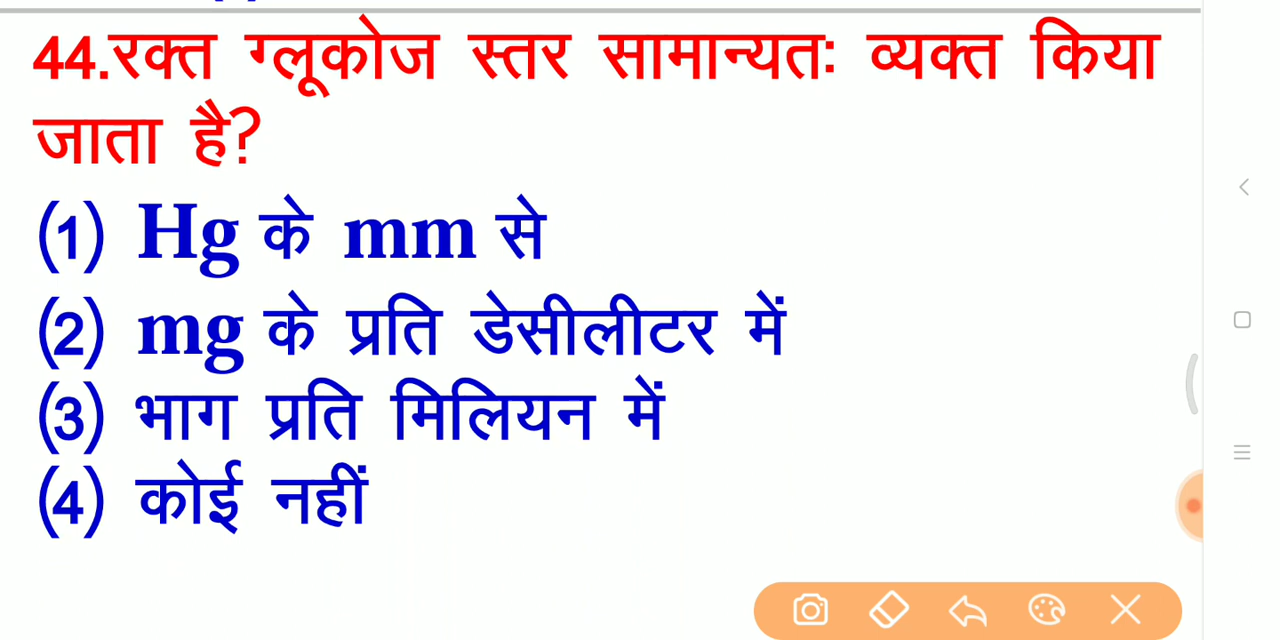 44.रक्त ग्लूकोज स्तर सामान्यतः व्यक्त किया
जाता है?
(1) Hg के mm से
(2) mg के प्रति डेसीलीटर में
(3) भाग प्रति मिलियन में
(4) कोई नहीं